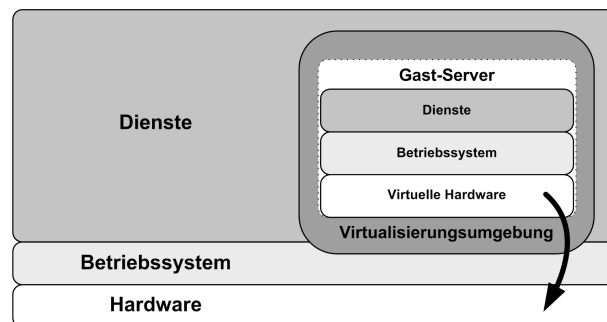 Gast-Server
Dienste
Dienste
Betriebssystem
Virtuelle Hardware
Virtualisierungsumgebung
Betriebssystem
Hardware